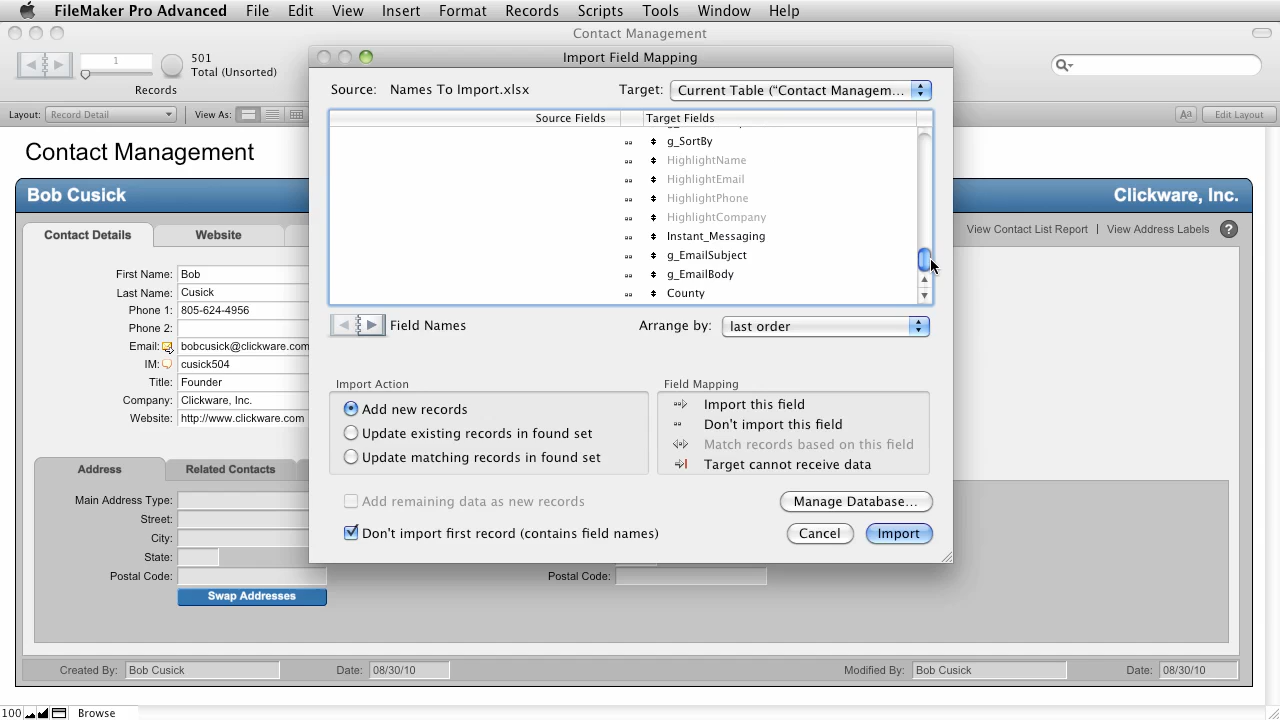 FileMaker Pro Advanced File Edit View Insert Format Records Scripts Tools Window Help
Contact Management
Import Field Mapping
1
501
Total (Unsorted)
Records
Source: Names To Import.xlsx
Target: Current Table ("Contact Managem...
Layout: Record Detail
View As:
Aa
Edit Layout
Source Fields
Target Fields
g_SortBy
HighlightName
HighlightEmail
HighlightPhone
HighlightCompany
Instant_Messaging
g_EmailSubject
g_EmailBody
County
Contact Management
Bob Cusick
Clickware, Inc.
Contact Details
Website
View Contact List Report
View Address Labels
?
First Name: Bob
Last Name: Cusick
Phone 1: 805-624-4956
Phone 2:
Email: bobcusick@clickware.com
IM: cusick504
Title: Founder
Company: Clickware, Inc.
Website: http://www.clickware.com
Field Names
Arrange by: last order
Import Action
Add new records
Update existing records in found set
Update matching records in found set
Field Mapping
Import this field
Don't import this field
Match records based on this field
Target cannot receive data
Add remaining data as new records
Manage Database...
Don't import first record (contains field names)
Cancel
Import
Address
Related Contacts
Main Address Type:
Street:
City:
State:
Postal Code:
Postal Code:
Swap Addresses
Created By: Bob Cusick
Date: 08/30/10
Modified By: Bob Cusick
Date: 08/30/10
100
Browse